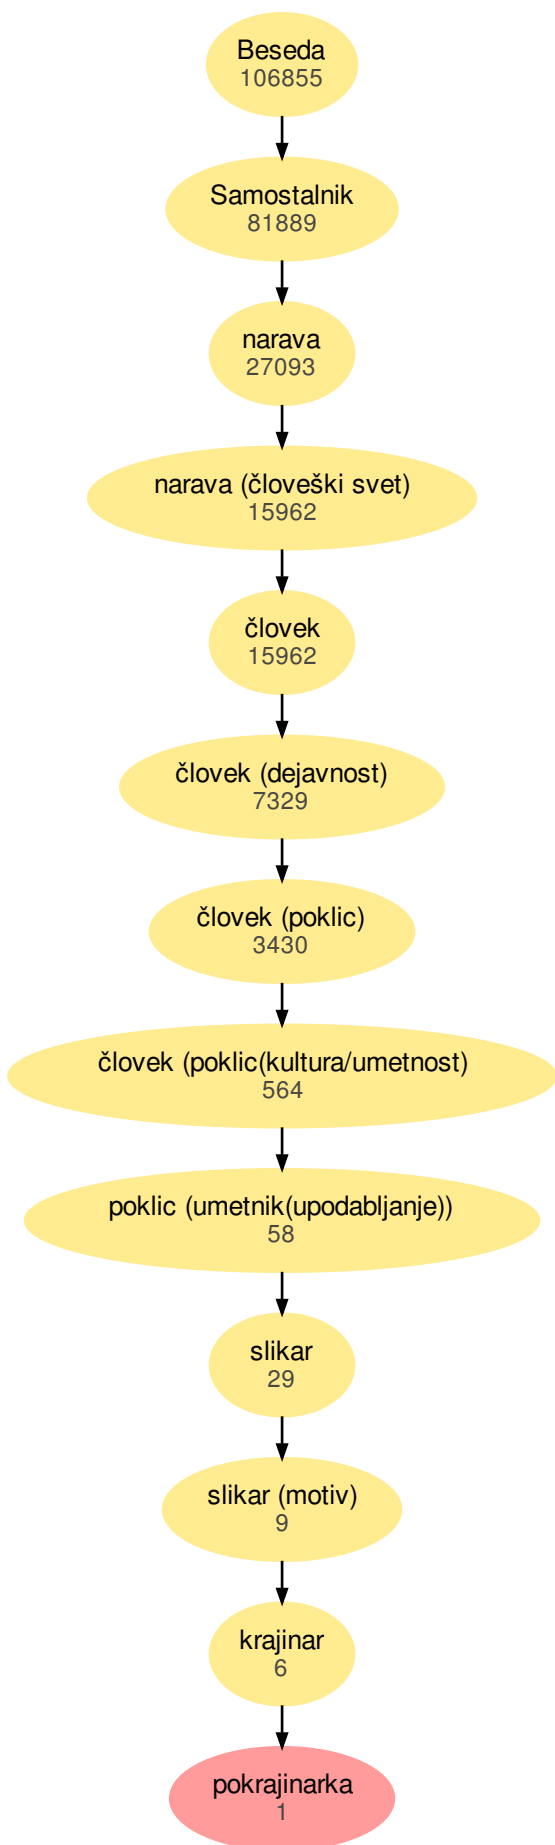 Beseda
106855
Samostalnik
81889
narava
27093
narava (človeški svet)
15962
človek
15962
človek (dejavnost)
7329
človek (poklic)
3430
človek (poklic(kultura/umetnost)
564
poklic (umetnik(upodabljanje))
58
slikar
29
slikar (motiv)
9
krajinar
6
pokrajinarka
1